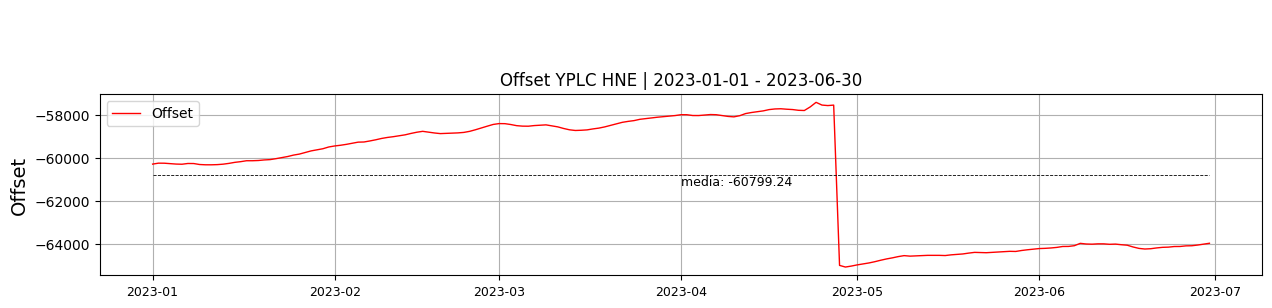 Offset YPLC HNE | 2023-01-01 - 2023-06-30
Offset
Offset
−58000
−60000
−62000
−64000
media: -60799.24
2023-01 2023-02 2023-03 2023-04 2023-05 2023-06 2023-07